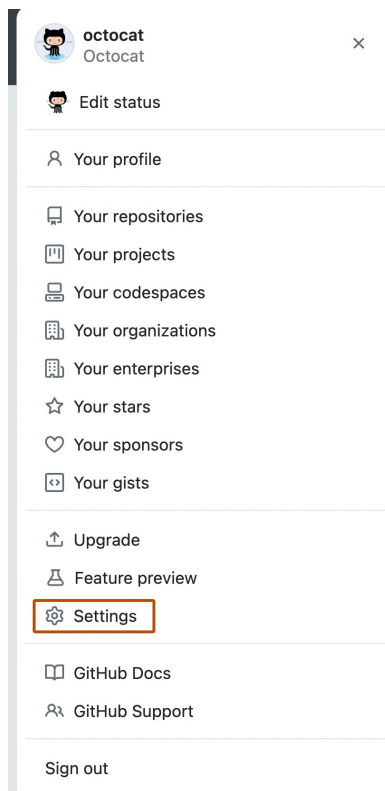 octocat
Octocat
Edit status
Your profile
Your repositories
Your projects
Your codespaces
Your organizations
Your enterprises
Your stars
Your sponsors
Your gists
Upgrade
Feature preview
Settings
GitHub Docs
GitHub Support
Sign out